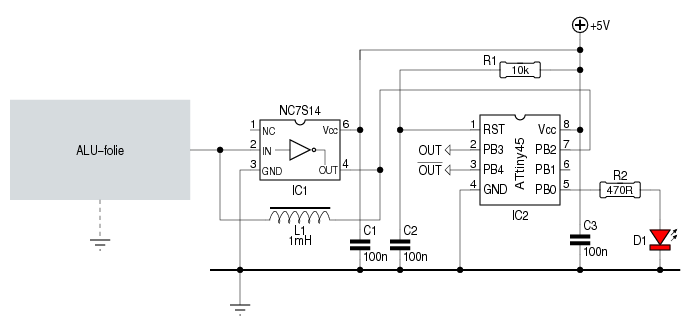 +5V
R1
10k
NC7S14
1 NC Vcc 6
ALU-folie
2 IN
3 GND OUT 4
IC1
1 RST Vcc 8
OUT 2 PB3 PB2 7
OUT 3 PB4 PB1 6
4 GND PB0 5
ATtiny45
IC2
R2
470R
L1
1mH
C1
100n
C2
100n
C3
100n
D1